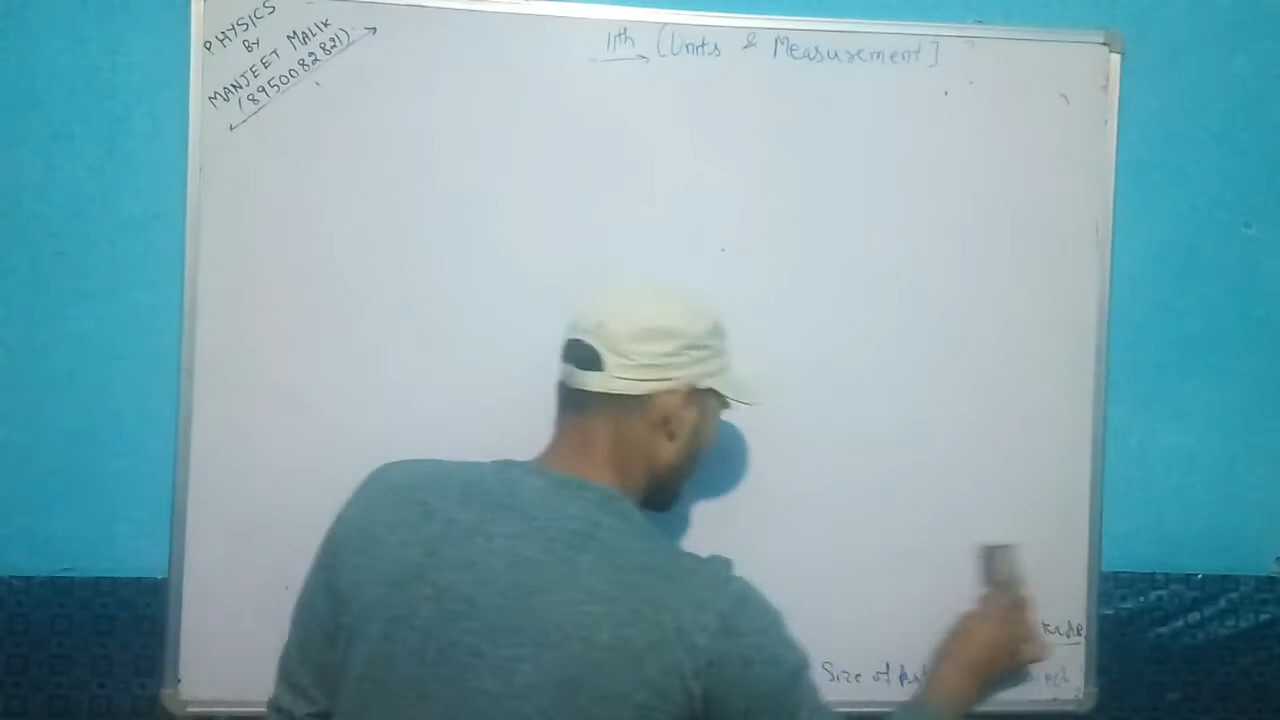 PHYSICS
By
MANJEET MALIK
(8950082821)
11th (Units & Measurement]
Size of